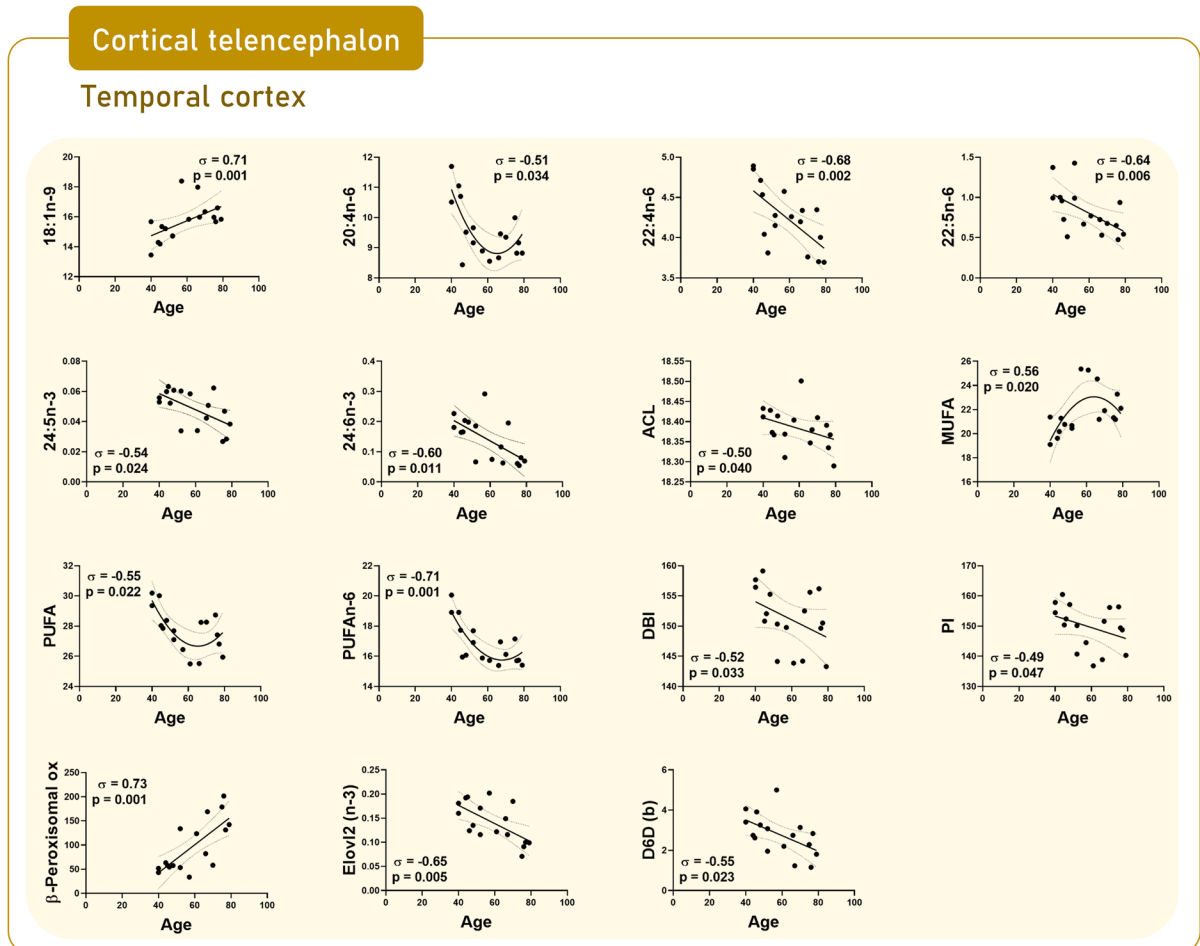 Cortical telencephalon
Temporal cortex
18:1n-9
20
18
16
14
12
0 20 40 60 80 100
Age
σ = 0.71
p = 0.001
20:4n-6
12
11
10
9
8
0 20 40 60 80 100
Age
σ = -0.51
p = 0.034
22:4n-6
5.0
4.5
4.0
3.5
0 20 40 60 80 100
Age
σ = -0.68
p = 0.002
22:5n-6
1.5
1.0
0.5
0.0
0 20 40 60 80 100
Age
σ = -0.64
p = 0.006
24:5n-3
0.08
0.06
0.04
0.02
0.00
0 20 40 60 80 100
Age
σ = -0.54
p = 0.024
24:6n-3
0.4
0.3
0.2
0.1
0.0
0 20 40 60 80 100
Age
σ = -0.60
p = 0.011
ACL
18.55
18.50
18.45
18.40
18.35
18.30
18.25
0 20 40 60 80 100
Age
σ = -0.50
p = 0.040
MUFA
26
24
22
20
18
16
0 20 40 60 80 100
Age
σ = 0.56
p = 0.020
PUFA
32
30
28
26
24
0 20 40 60 80 100
Age
σ = -0.55
p = 0.022
PUFAn-6
22
20
18
16
14
0 20 40 60 80 100
Age
σ = -0.71
p = 0.001
DBI
160
155
150
145
140
0 20 40 60 80 100
Age
σ = -0.52
p = 0.033
PI
170
160
150
140
130
0 20 40 60 80 100
Age
σ = -0.49
p = 0.047
β-Peroxisomal ox
250
200
150
100
50
0
0 20 40 60 80 100
Age
σ = 0.73
p = 0.001
Elovl2 (n-3)
0.25
0.20
0.15
0.10
0.05
0.00
0 20 40 60 80 100
Age
σ = -0.65
p = 0.005
D6D (b)
6
4
2
0
0 20 40 60 80 100
Age
σ = -0.55
p = 0.023